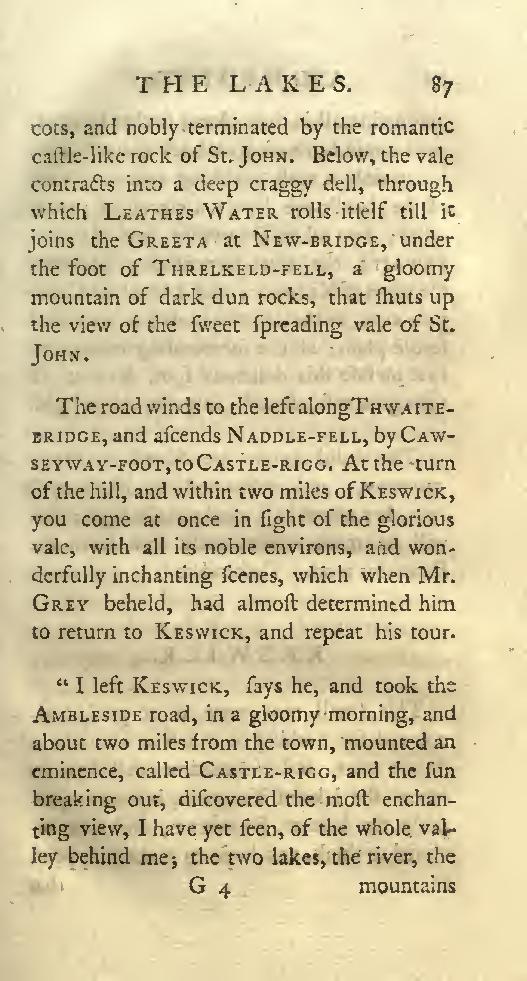 THE LAKES. 87
cots, and nobly terminated by the romantic
caſtle-like rock of St. John. Below, the vale
contracts into a deep craggy dell, through
which Leathes Water rolls itſelf till it
joins the Greeta at New-bridge, under
the foot of Threlkeld-fell, a gloomy
mountain of dark dun rocks, that ſhuts up
the view of the ſweet ſpreading vale of St.
John.
The road winds to the left along Thwaite-
bridge, and aſcends Naddle-fell, by Caw-
seyway-foot, to Castle-rigg. At the turn
of the hill, and within two miles of Keswick,
you come at once in ſight of the glorious
vale, with all its noble environs, and won-
derfully inchanting ſcenes, which when Mr.
Grey beheld, had almoſt determined him
to return to Keswick, and repeat his tour.
“ I left Keswick, ſays he, and took the
Ambleside road, in a gloomy morning, and
about two miles from the town, mounted an
eminence, called Castle-rigg, and the ſun
breaking out, diſcovered the moſt enchan-
ting view, I have yet ſeen, of the whole val-
ley behind me; the two lakes, the river, the
G 4 mountains